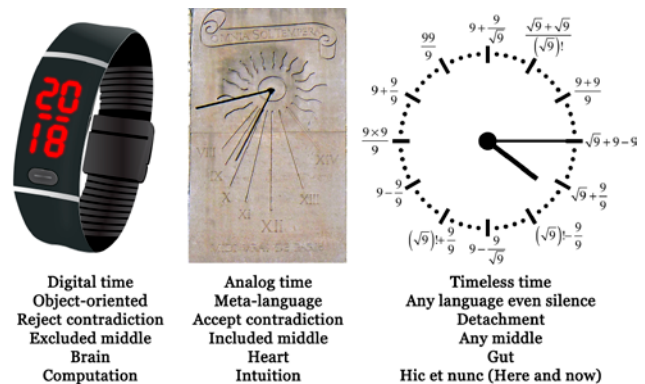 20
18
OMNIA SOL
VIII
IX
X
XI
XII
XIII
XIV
9 + 9/√9
(√9 + √9)/(√9)!
(9 + 9)/9
√9 + 9 − 9
√9 + 9/9
(√9)! − 9/9
9 − 9/√9
(√9)! + 9/9
9 − 9/9
(9 × 9)/9
9 + 9/9
99/9
Digital time
Object-oriented
Reject contradiction
Excluded middle
Brain
Computation
Analog time
Meta-language
Accept contradiction
Included middle
Heart
Intuition
Timeless time
Any language even silence
Detachment
Any middle
Gut
Hic et nunc (Here and now)